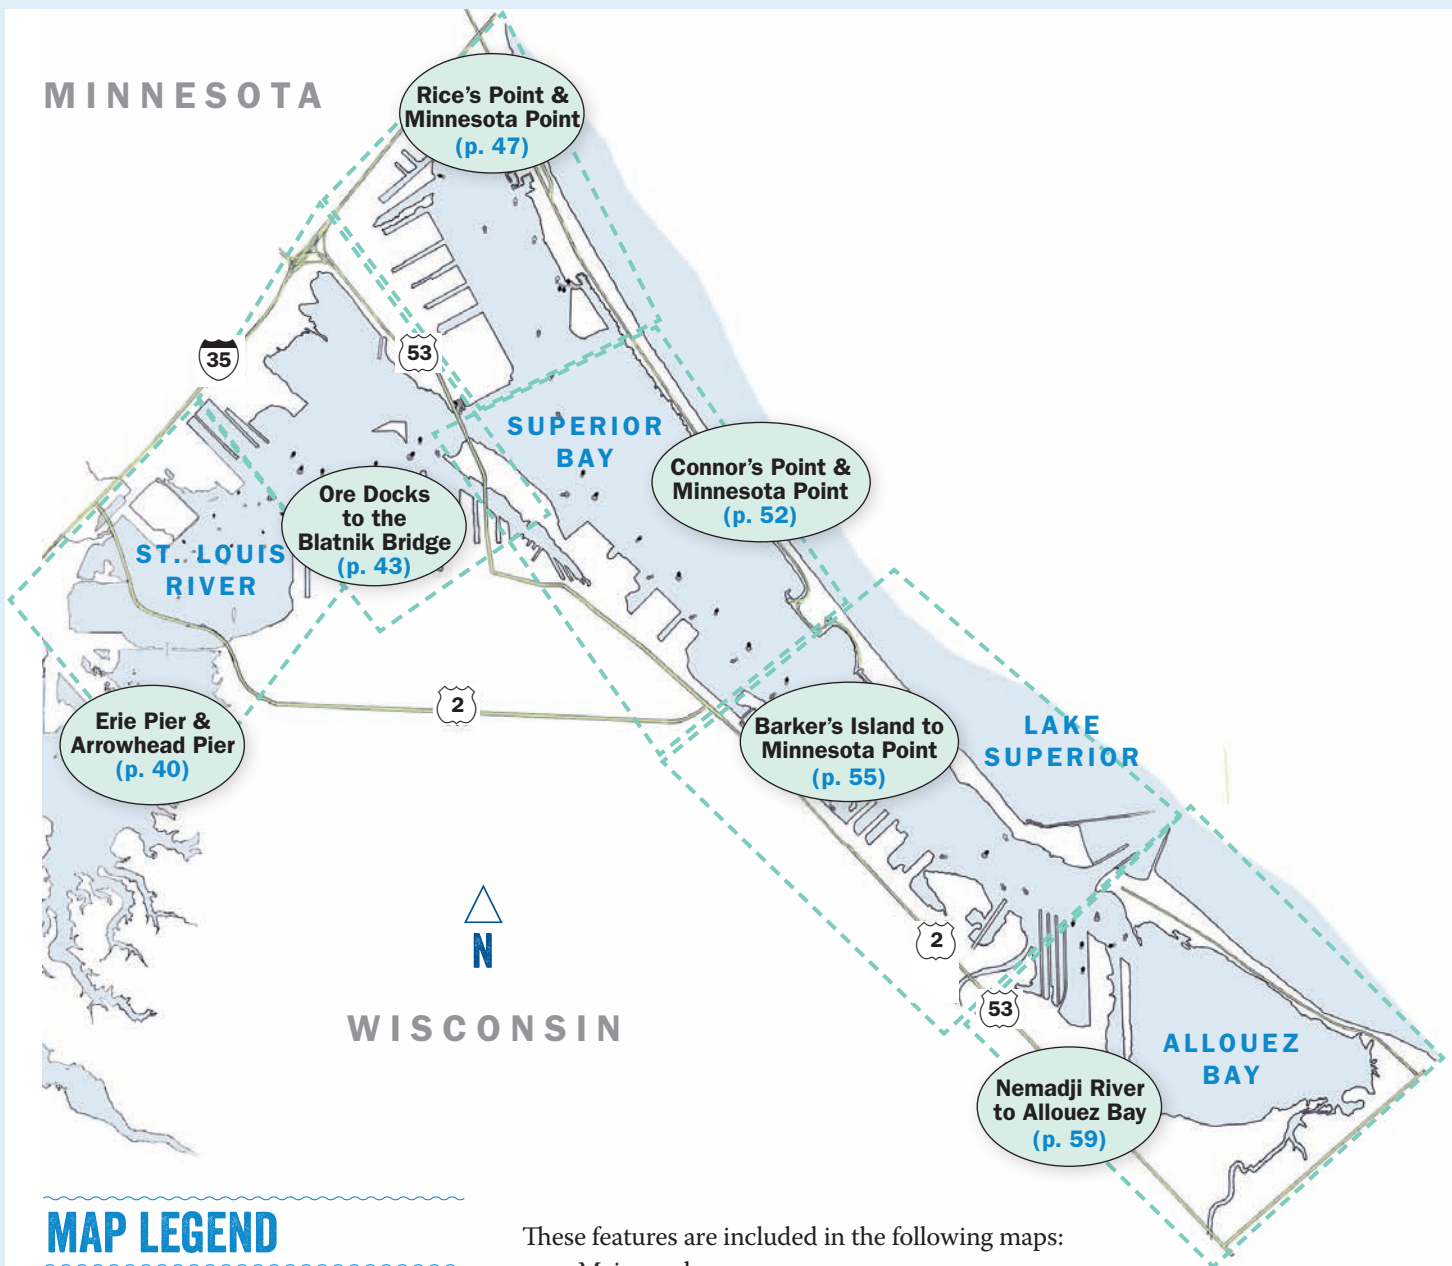 MINNESOTA
Rice's Point &
Minnesota Point
(p. 47)
35
53
SUPERIOR
BAY
Connor's Point &
Minnesota Point
(p. 52)
Ore Docks
to the
Blatnik Bridge
(p. 43)
ST. LOUIS
RIVER
Erie Pier &
Arrowhead Pier
(p. 40)
2
Barker's Island to
Minnesota Point
(p. 55)
LAKE
SUPERIOR
N
2
53
WISCONSIN
ALLOUEZ
BAY
Nemadji River
to Allouez Bay
(p. 59)
MAP LEGEND
These features are included in the following maps: